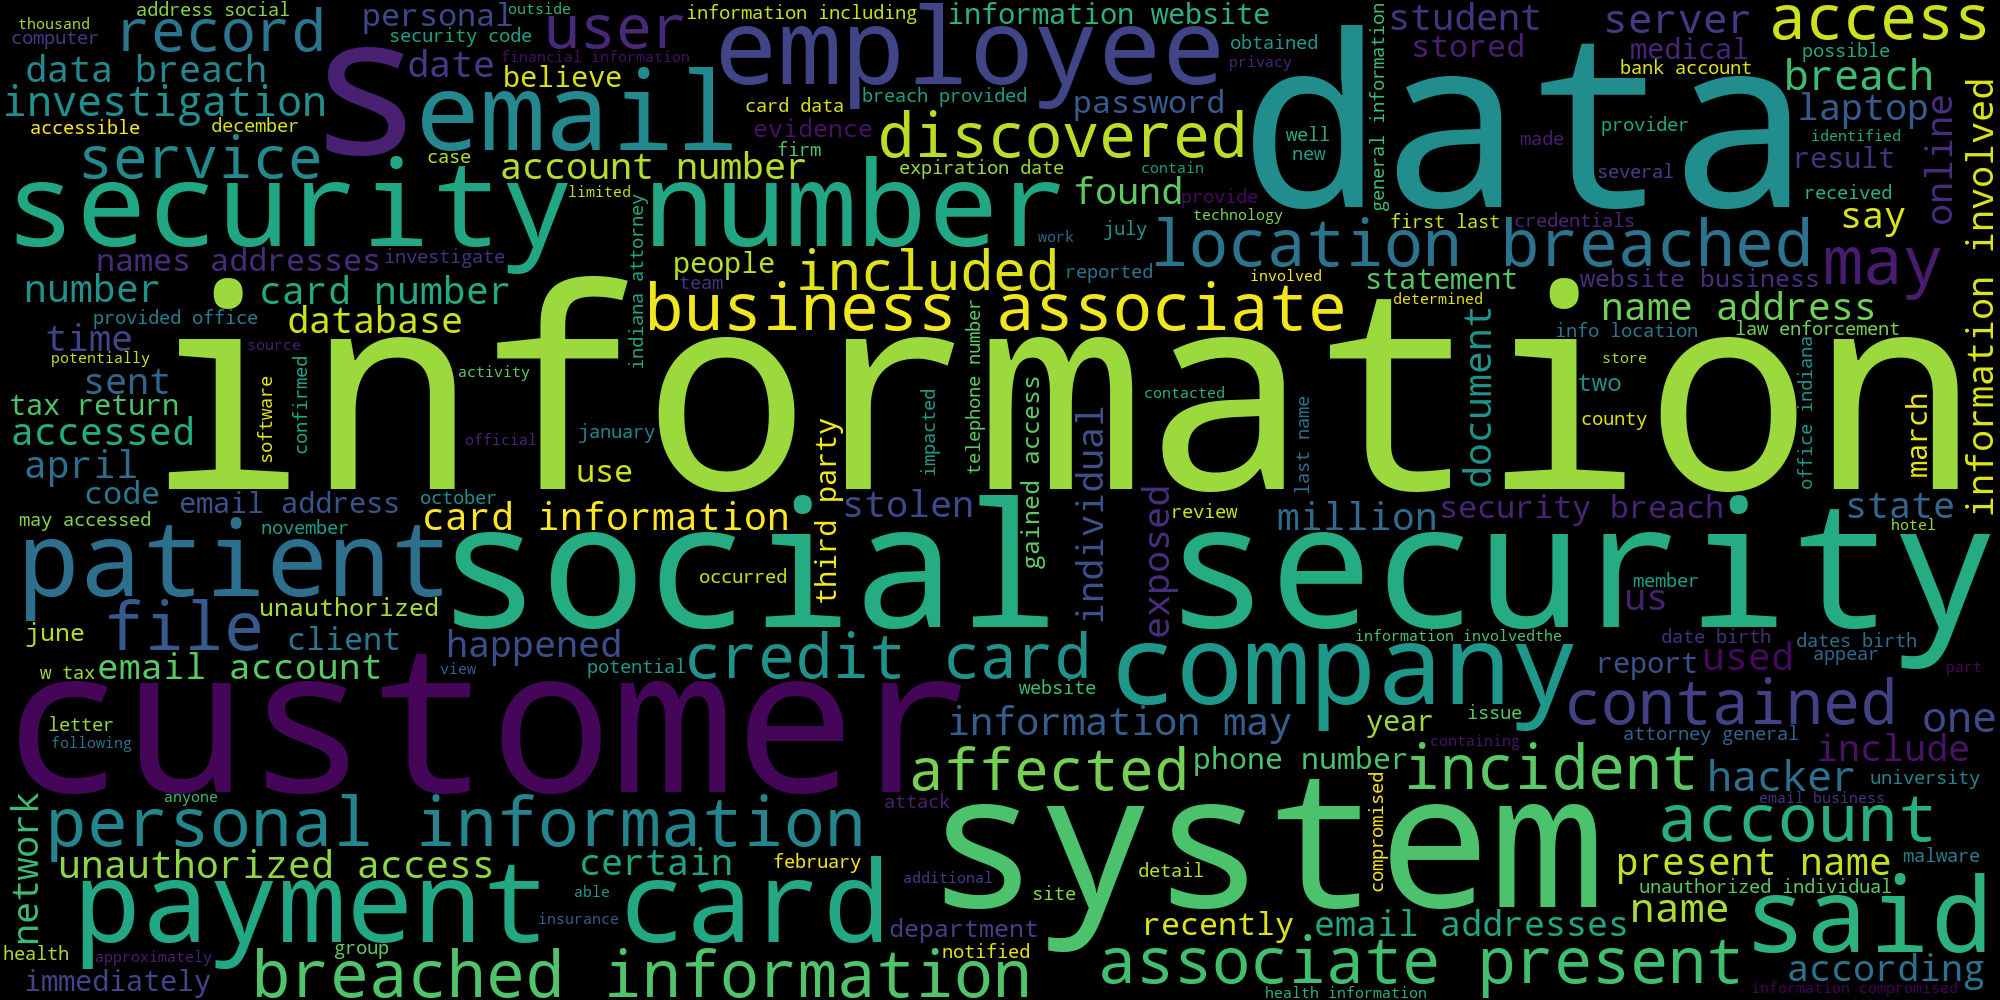 thousand
address social
personal
outside
information including
information website
student
server
access
computer
record
s
security code
user
employee
obtained
general information
stored
medical
possible
data breach
date
financial information
privacy
data
bank account
breach
believe
email
investigation
card data
breach provided
password
laptop
online
information involved
accessible
december
evidence
discovered
well
made
provider
identified
service
case
account number
firm
expiration date
contain
new
several
result
security number
limited
found
provide
received
indiana attorney
technology
first last
credentials
say
work
july
location breached
may
names addresses
investigate
people
included
reported
involved
statement
website business
number
card number
team
determined
name address
business associate
provided office
database
telephone number
document
info location
law enforcement
time
information
potentially
source
store
office indiana
sent
software
confirmed
activity
impacted
gained access
contacted
two
march
tax return
last name
individual
county
accessed
official
january
third party
april
use
code
email address
october
stolen
exposed
million
security breach
state
may accessed
november
card information
review
hotel
patient
social security
occurred
member
file
unauthorized
us
june
client
happened
information involvedthe
date birth
dates birth
w tax
email account
view
potential
credit card
company
report
used
appear
part
customer
website
contained
letter
following
information may
year
issue
one
attorney general
containing
affected
phone number
incident
include
network
anyone
attack
system
compromised
hacker
university
email business
personal information
account
unauthorized access
certain
february
present name
malware
payment card
able
additional
site
detail
unauthorized individual
insurance
department
recently
email addresses
name
said
health
approximately
group
notified
immediately
breached information
associate present
according
health information
information compromised